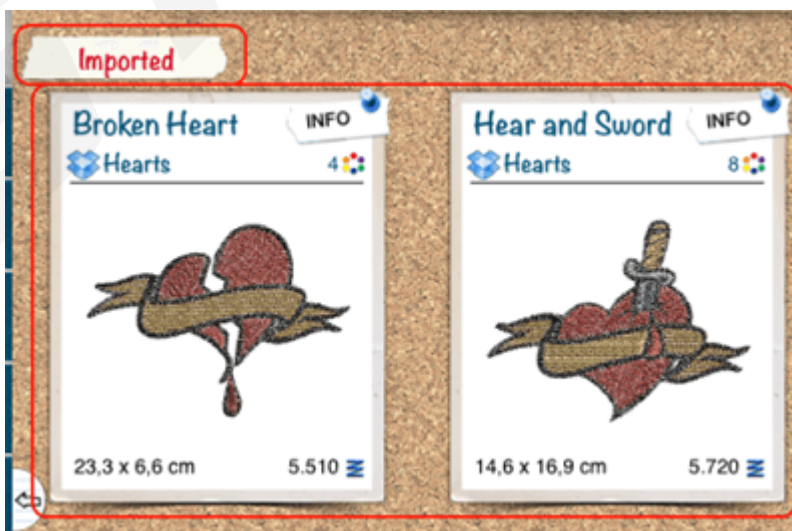 Imported
Broken Heart
INFO
Hearts
4
23,3 x 6,6 cm
5.510
Hear and Sword
INFO
Hearts
8
14,6 x 16,9 cm
5.720